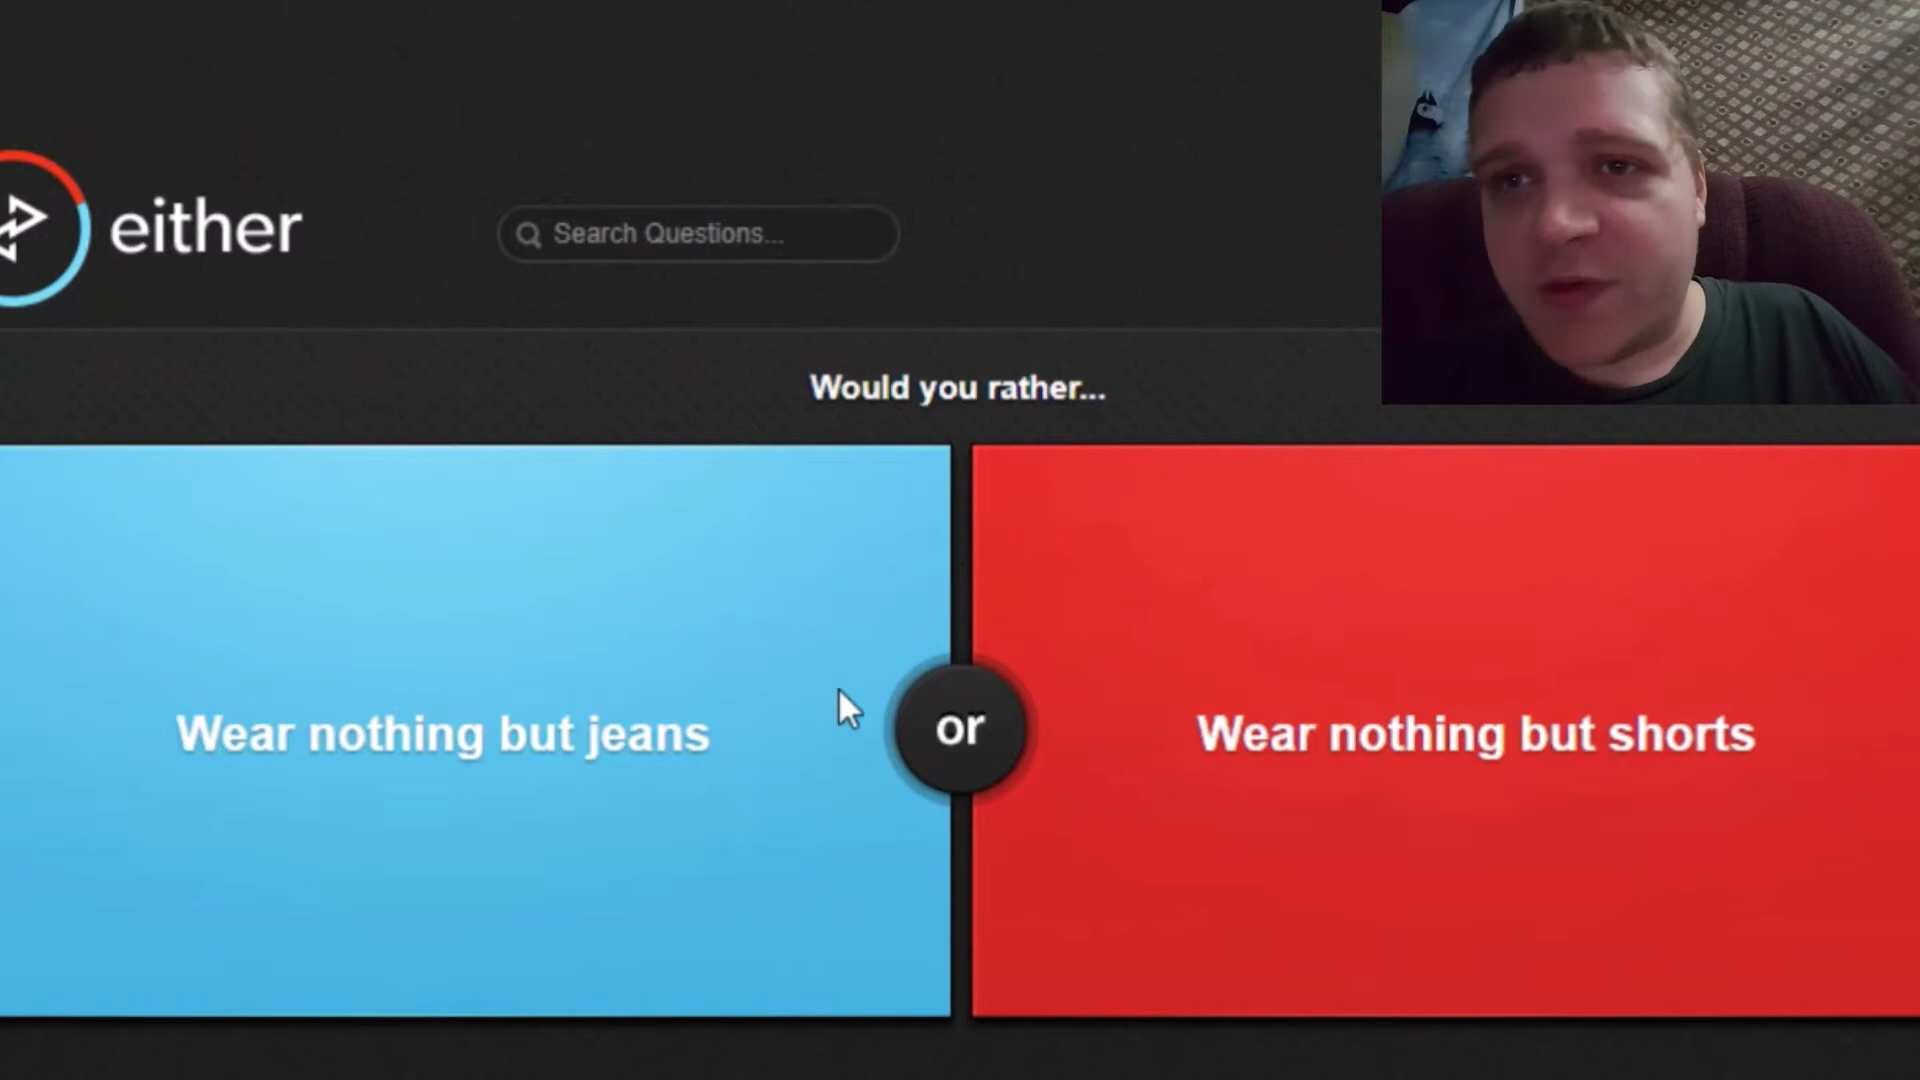 either
Search Questions...
Would you rather...
Wear nothing but jeans
or
Wear nothing but shorts